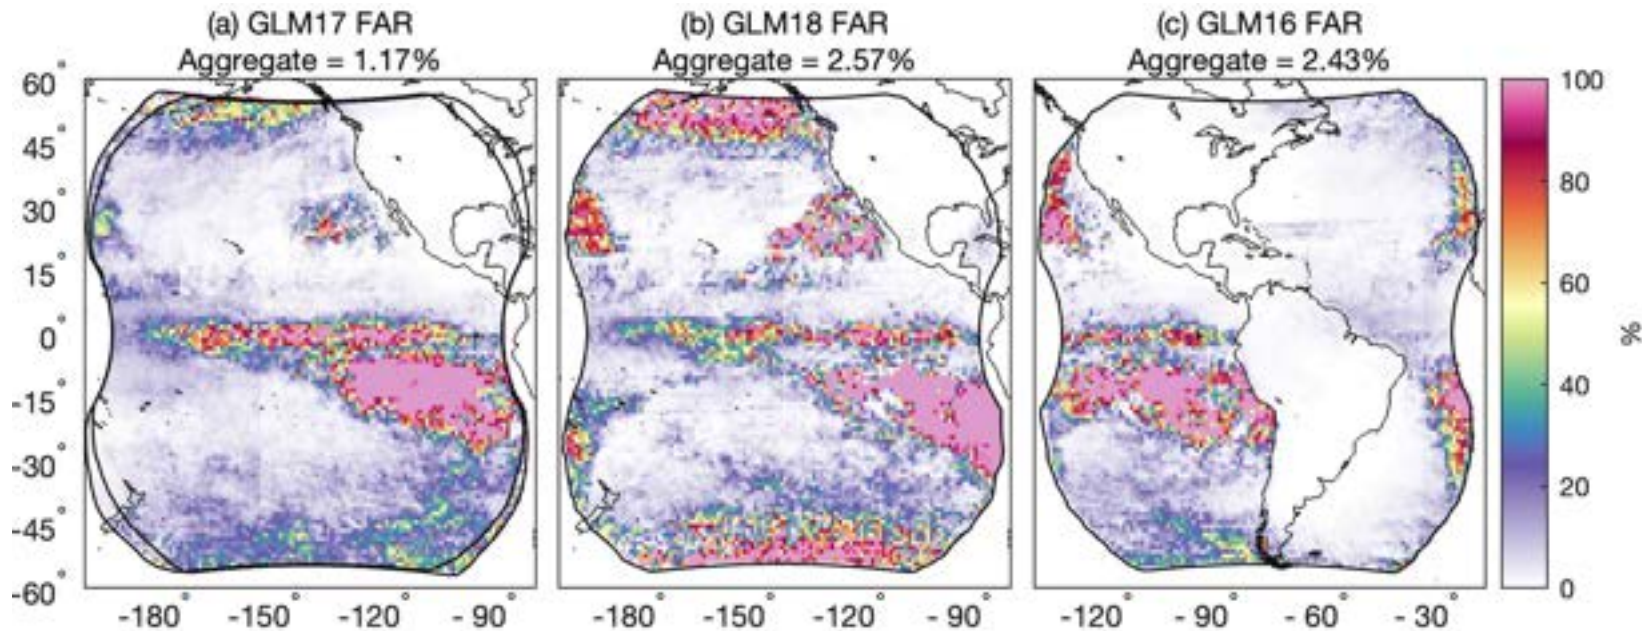 (a) GLM17 FAR
Aggregate = 1.17%
(b) GLM18 FAR
Aggregate = 2.57%
(c) GLM16 FAR
Aggregate = 2.43%
60°
45°
30°
15°
0°
-15°
-30°
-45°
-60°
-180° -150° -120° -90°
-180° -150° -120° -90°
-120° -90° -60° -30°
100
80
60
40
20
0
%